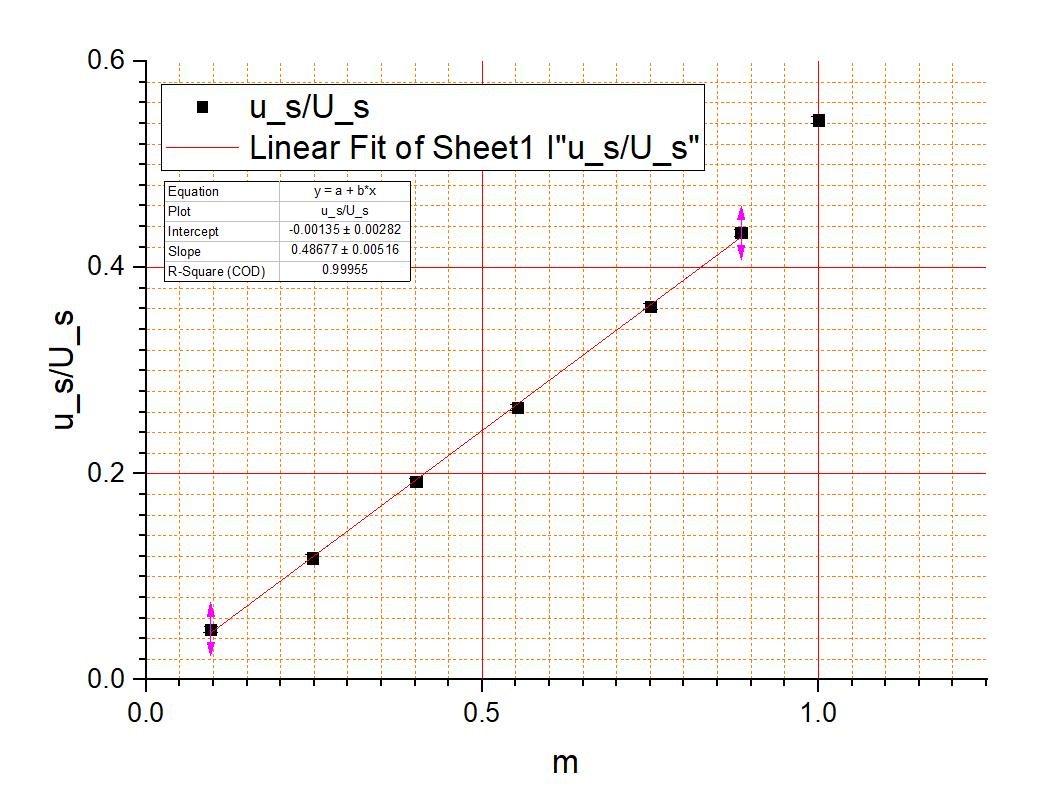 0.6
u_s/U_s
Linear Fit of Sheet1 I"u_s/U_s"
Equation y = a + b*x
Plot u_s/U_s
Intercept -0.00135 ± 0.00282
Slope 0.48677 ± 0.00516
R-Square (COD) 0.99955
0.4
u_s/U_s
0.2
0.0
0.0 0.5 1.0
m